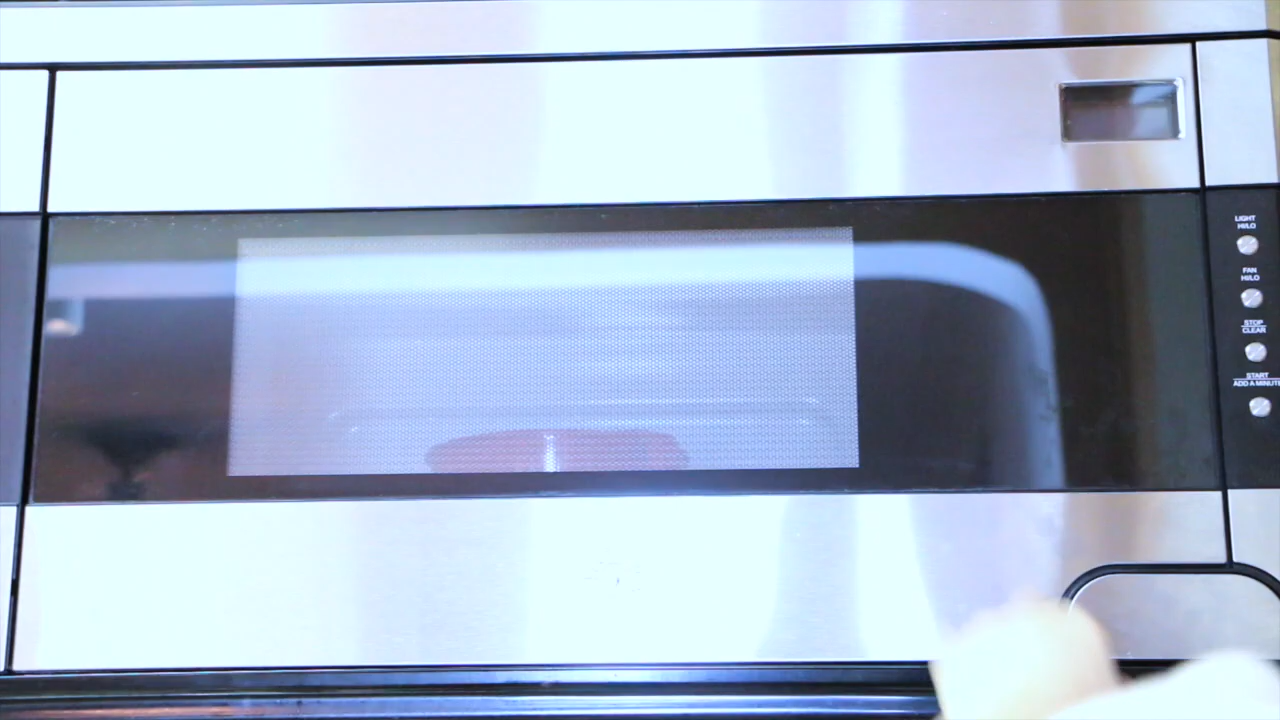 LIGHT
HI/LO
FAN
HI/LO
STOP
CLEAR
START
ADD A MINUTE